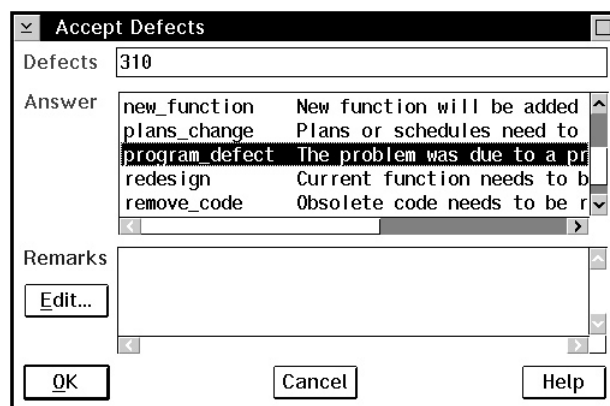 Accept Defects
Defects 310
Answer
new_function New function will be added
plans_change Plans or schedules need to
program_defect The problem was due to a pr
redesign Current function needs to b
remove_code Obsolete code needs to be r
Remarks
Edit...
OK Cancel Help